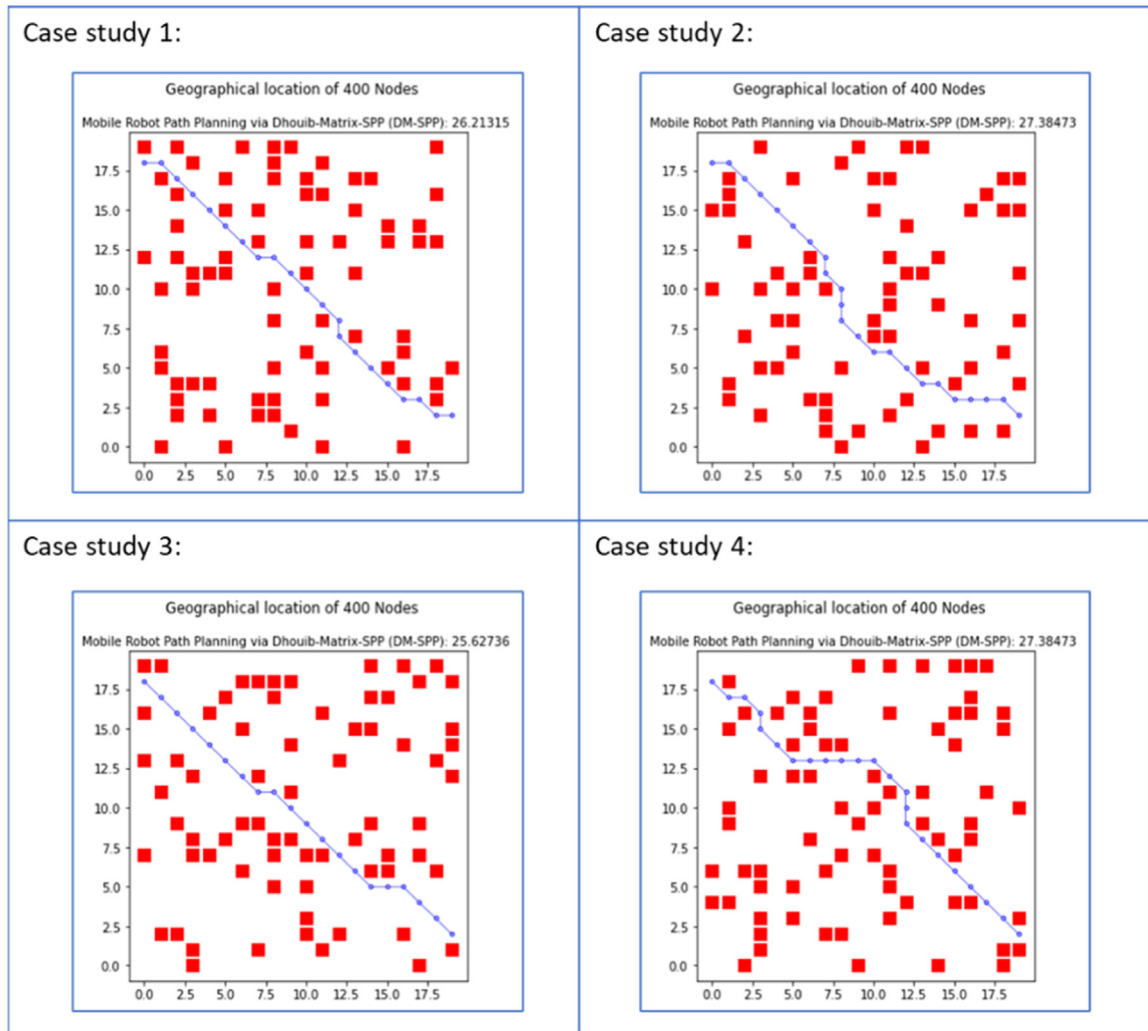 Case study 1:
Geographical location of 400 Nodes
Mobile Robot Path Planning via Dhouib-Matrix-SPP (DM-SPP): 26.21315
17.5
15.0
12.5
10.0
7.5
5.0
2.5
0.0
0.0 2.5 5.0 7.5 10.0 12.5 15.0 17.5
Case study 2:
Geographical location of 400 Nodes
Mobile Robot Path Planning via Dhouib-Matrix-SPP (DM-SPP): 27.38473
17.5
15.0
12.5
10.0
7.5
5.0
2.5
0.0
0.0 2.5 5.0 7.5 10.0 12.5 15.0 17.5
Case study 3:
Geographical location of 400 Nodes
Mobile Robot Path Planning via Dhouib-Matrix-SPP (DM-SPP): 25.62736
17.5
15.0
12.5
10.0
7.5
5.0
2.5
0.0
0.0 2.5 5.0 7.5 10.0 12.5 15.0 17.5
Case study 4:
Geographical location of 400 Nodes
Mobile Robot Path Planning via Dhouib-Matrix-SPP (DM-SPP): 27.38473
17.5
15.0
12.5
10.0
7.5
5.0
2.5
0.0
0.0 2.5 5.0 7.5 10.0 12.5 15.0 17.5